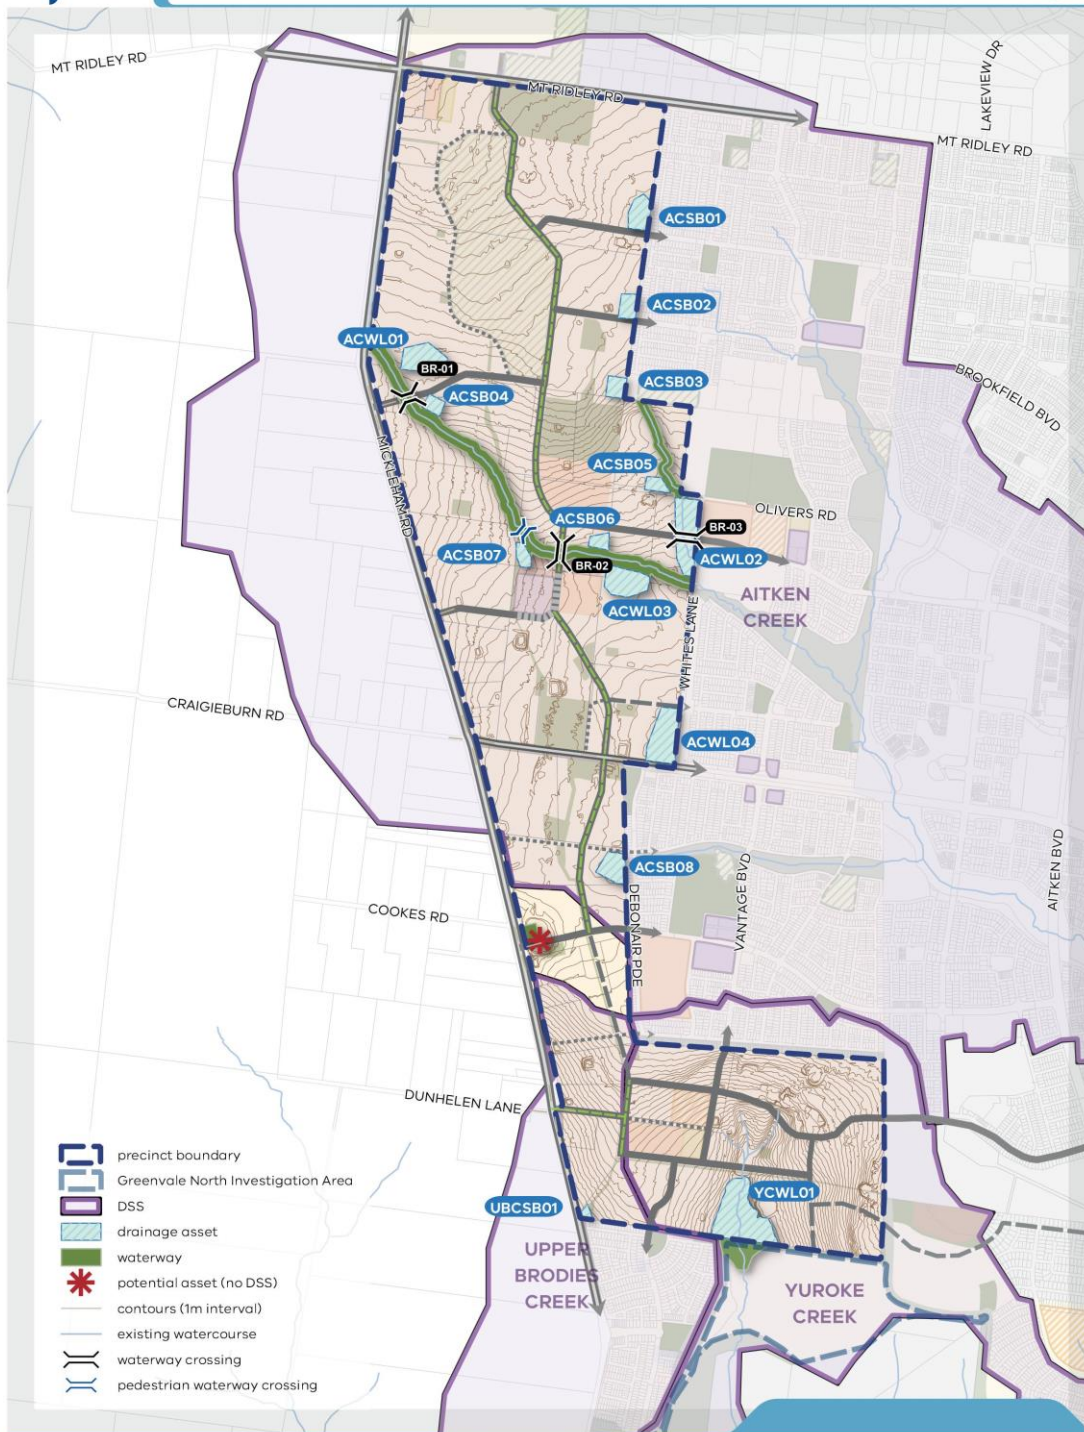 MT RIDLEY RD
MT RIDLEY RD
LAKEVIEW DR
MT RIDLEY RD
ACSB01
ACSB02
ACWL01
BR-01
ACSB03
BROOKFIELD BVD
ACSB04
MICKLEHAM RD
ACSB05
OLIVERS RD
ACSB06
BR-03
ACSB07
BR-02
ACWL02
ACWL03
AITKEN
CREEK
WHITES LANE
CRAIGIEBURN RD
ACWL04
ACSB08
DEBONAIR PDE
VANTAGE BVD
AITKEN BVD
COOKES RD
DUNHELEN LANE
YCWL01
UBCSB01
UPPER
BRODIES
CREEK
YUROKE
CREEK
precinct boundary
Greenvale North Investigation Area
DSS
drainage asset
waterway
potential asset (no DSS)
contours (1m interval)
existing watercourse
waterway crossing
pedestrian waterway crossing